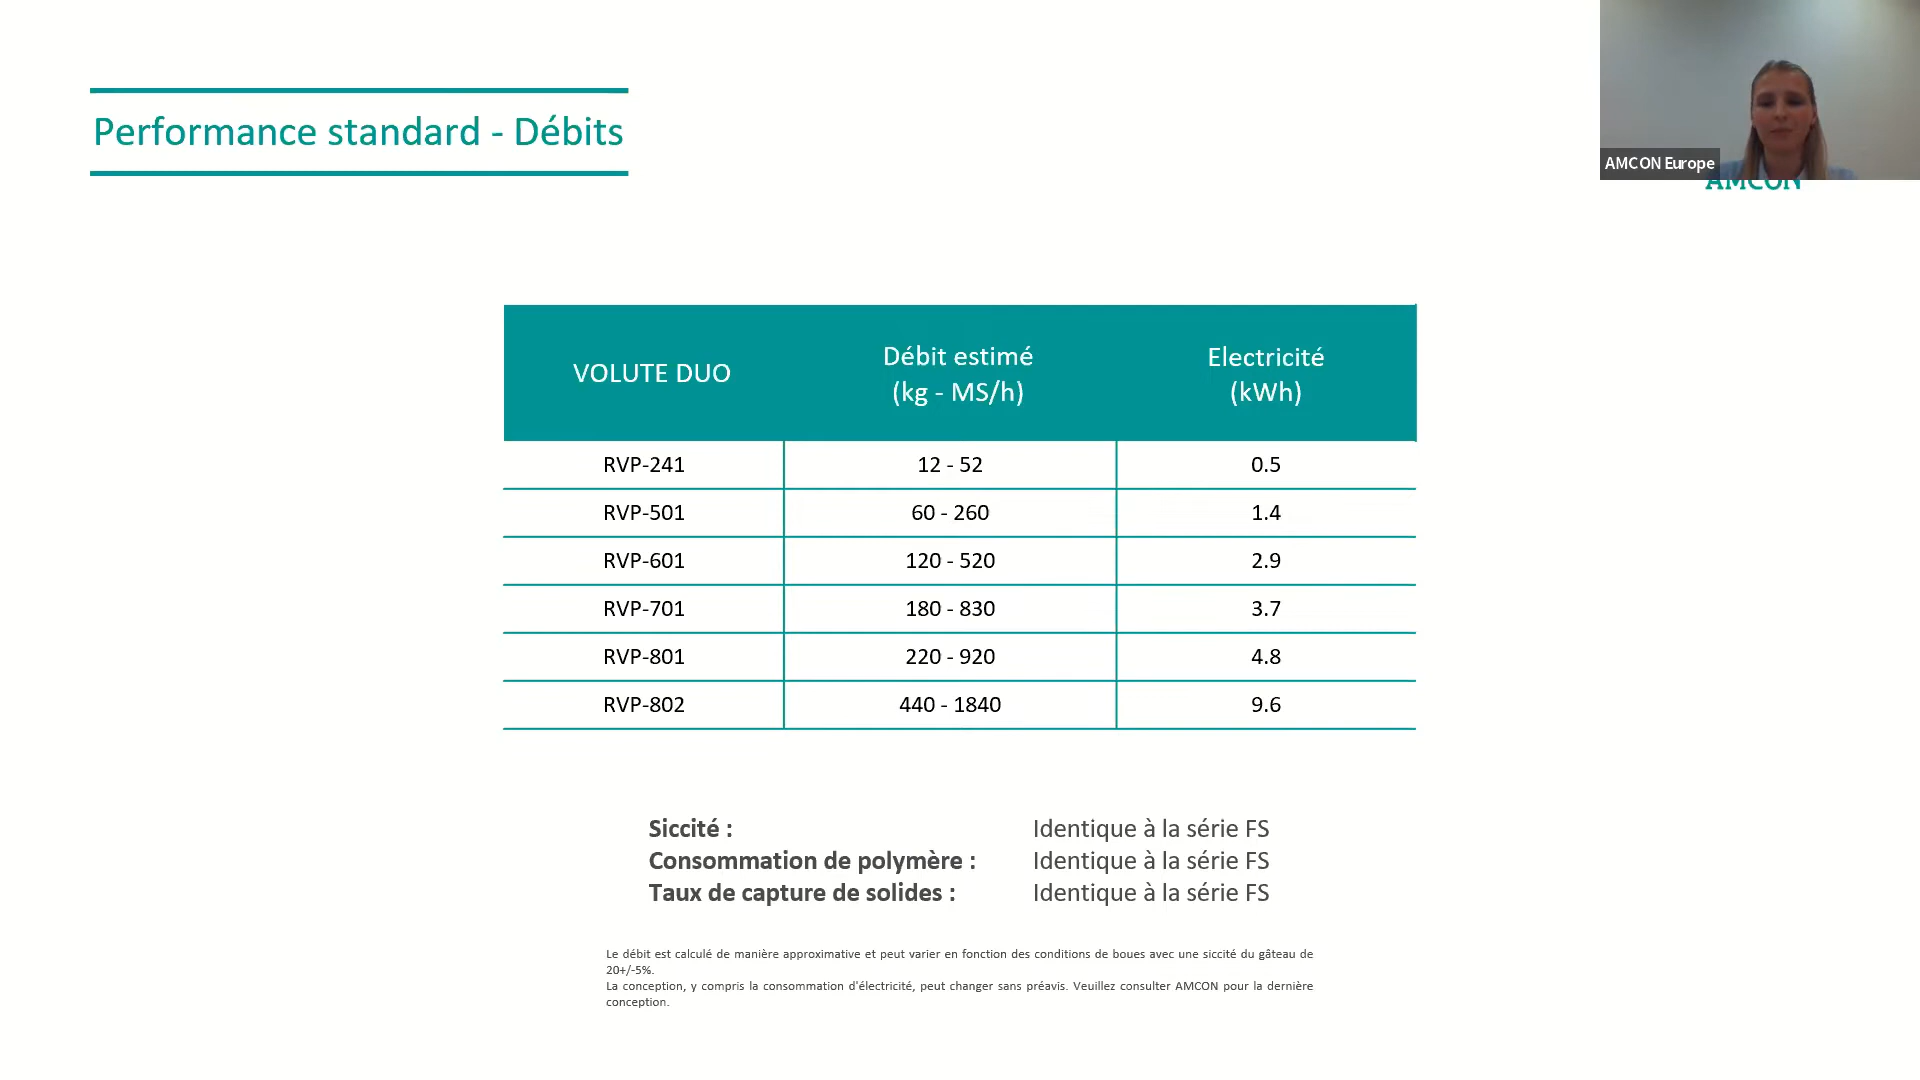 Performance standard - Débits
AMCON Europe
AMCON
VOLUTE DUO
Débit estimé
(kg - MS/h)
Electricité
(kWh)
RVP-241 12 - 52 0.5
RVP-501 60 - 260 1.4
RVP-601 120 - 520 2.9
RVP-701 180 - 830 3.7
RVP-801 220 - 920 4.8
RVP-802 440 - 1840 9.6
Siccité : Identique à la série FS
Consommation de polymère : Identique à la série FS
Taux de capture de solides : Identique à la série FS
Le débit est calculé de manière approximative et peut varier en fonction des conditions de boues avec une siccité du gâteau de
20+/-5%.
La conception, y compris la consommation d'électricité, peut changer sans préavis. Veuillez consulter AMCON pour la dernière
conception.